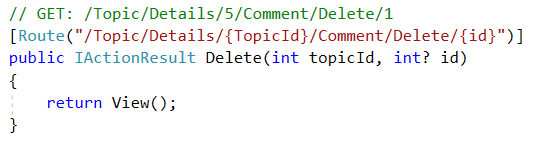 // GET: /Topic/Details/5/Comment/Delete/1
[Route("/Topic/Details/{TopicId}/Comment/Delete/{id}")]
public IActionResult Delete(int topicId, int? id)
{
    return View();
}